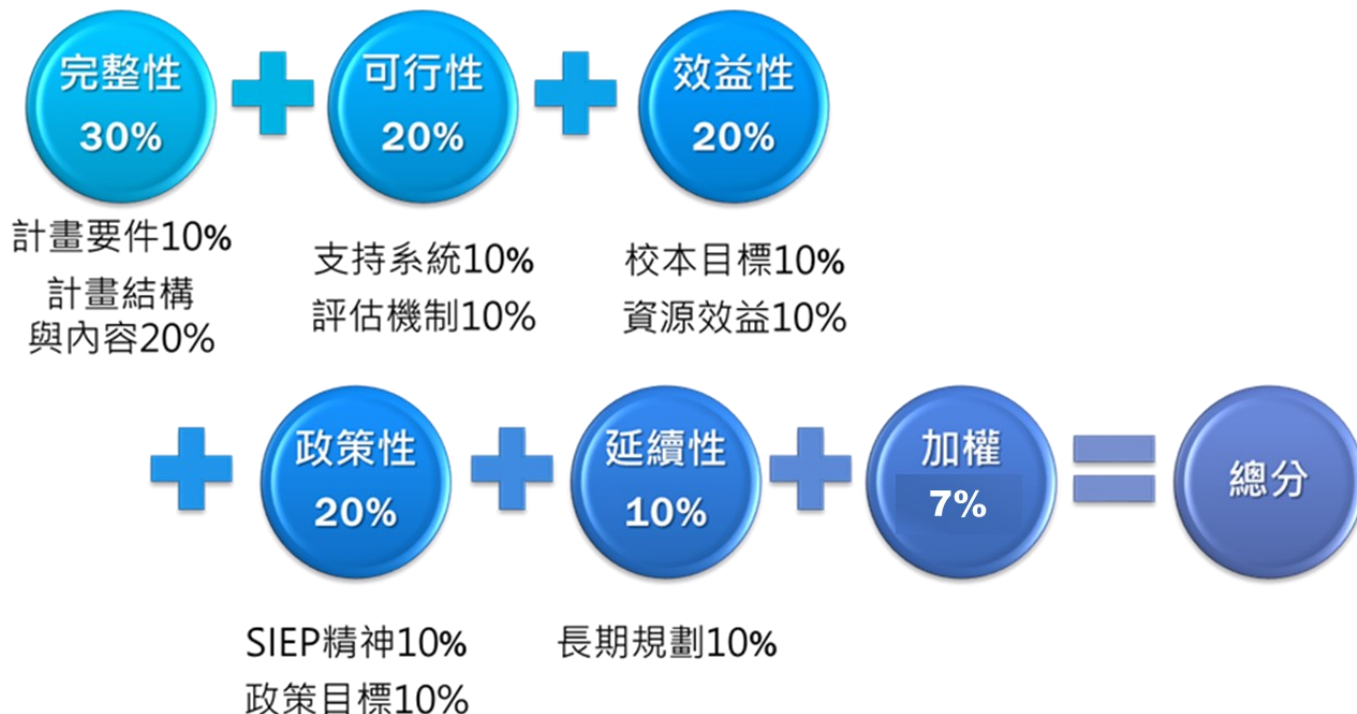 完整性
30%
可行性
20%
效益性
20%
計畫要件10%
計畫結構
與內容20%
支持系統10%
評估機制10%
校本目標10%
資源效益10%
政策性
20%
延續性
10%
加權
7%
總分
SIEP精神10%
政策目標10%
長期規劃10%